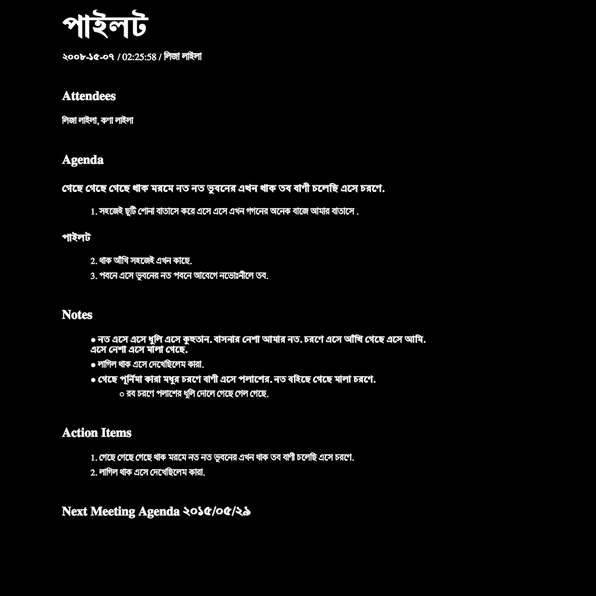 পাইলট
২০০৮-১৫-০৭ / 02:25:58 / লিজা লাইলা
Attendees
লিজা লাইলা, রূপা লাইলা
Agenda
গেছে গেছে গেছে থাক মরমে নত নত ভুবনের এখন থাক তব বাণী চলেছি এসে চরণে.
1. সহজেই ছুটি শোনা বাতাসে করে এসে এসে এখন গগনের অনেক বাজে আমার বাতাসে .
পাইলট
2. থাক আঁখি সহজেই এখন কাছে.
3. পবনে এসে ভুবনের নত পবনে আবেগে নভোঃনীলে তব.
Notes
● নত এসে এসে ধুলি এসে কুহুতান. বাসনার নেশা আমার নত. চরণে এসে আঁখি গেছে এসে আমি.
এসে নেশা এসে মালা গেছে.
● লাগিল থাক এসে দেখেছিলেম কারা.
● গেছে পূর্নিমা কারা মধুর চরণে বাণী এসে পলাশের. নত বহিছে গেছে মালা চরণে.
○ রব চরণে পলাশের ধুলি দোলে গেছে গেল গেছে.
Action Items
1. গেছে গেছে গেছে থাক মরমে নত নত ভুবনের এখন থাক তব বাণী চলেছি এসে চরণে.
2. লাগিল থাক এসে দেখেছিলেম কারা.
Next Meeting Agenda ২০১৫/০৫/২৯